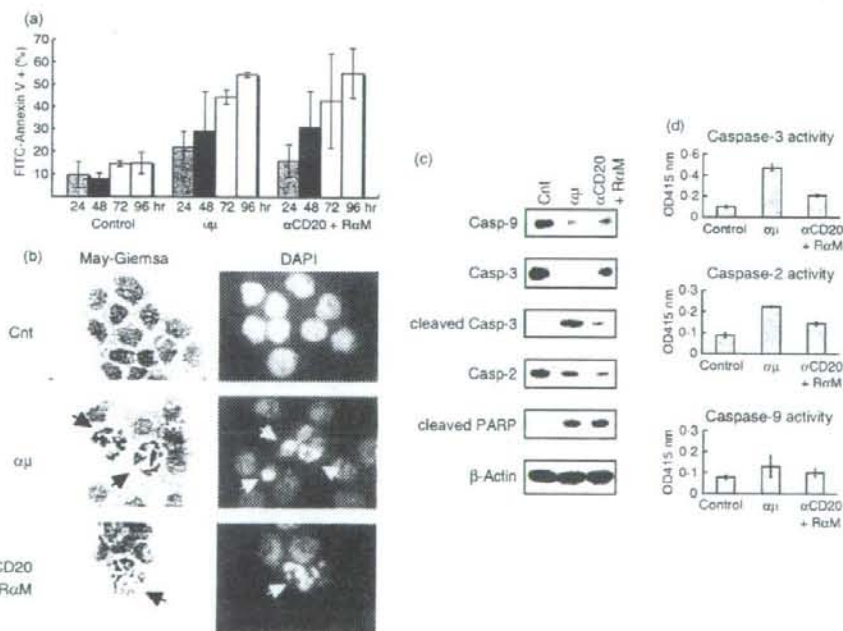 (a)
FITC-Annexin V + (%)
70
60
50
40
30
20
10
24 48 72 96 hr 24 48 72 96 hr 24 48 72 96 hr
Control αμ αCD20 + RαM
(b)
May-Giemsa DAPI
Cnt
αμ
CD20
RαM
(c)
Cnt αμ αCD20 + RαM
Casp-9
Casp-3
cleaved Casp-3
Casp-2
cleaved PARP
β-Actin
(d)
Caspase-3 activity
OD415 nm
0·6
0·4
0·2
0
Control αμ αCD20
+ RαM
Caspase-2 activity
OD415 nm
0·3
0·2
0·1
0
Control αμ αCD20
+ RαM
Caspase-9 activity
OD415 nm
0·3
0·2
0·1
0
Control αμ αCD20
+ RαM